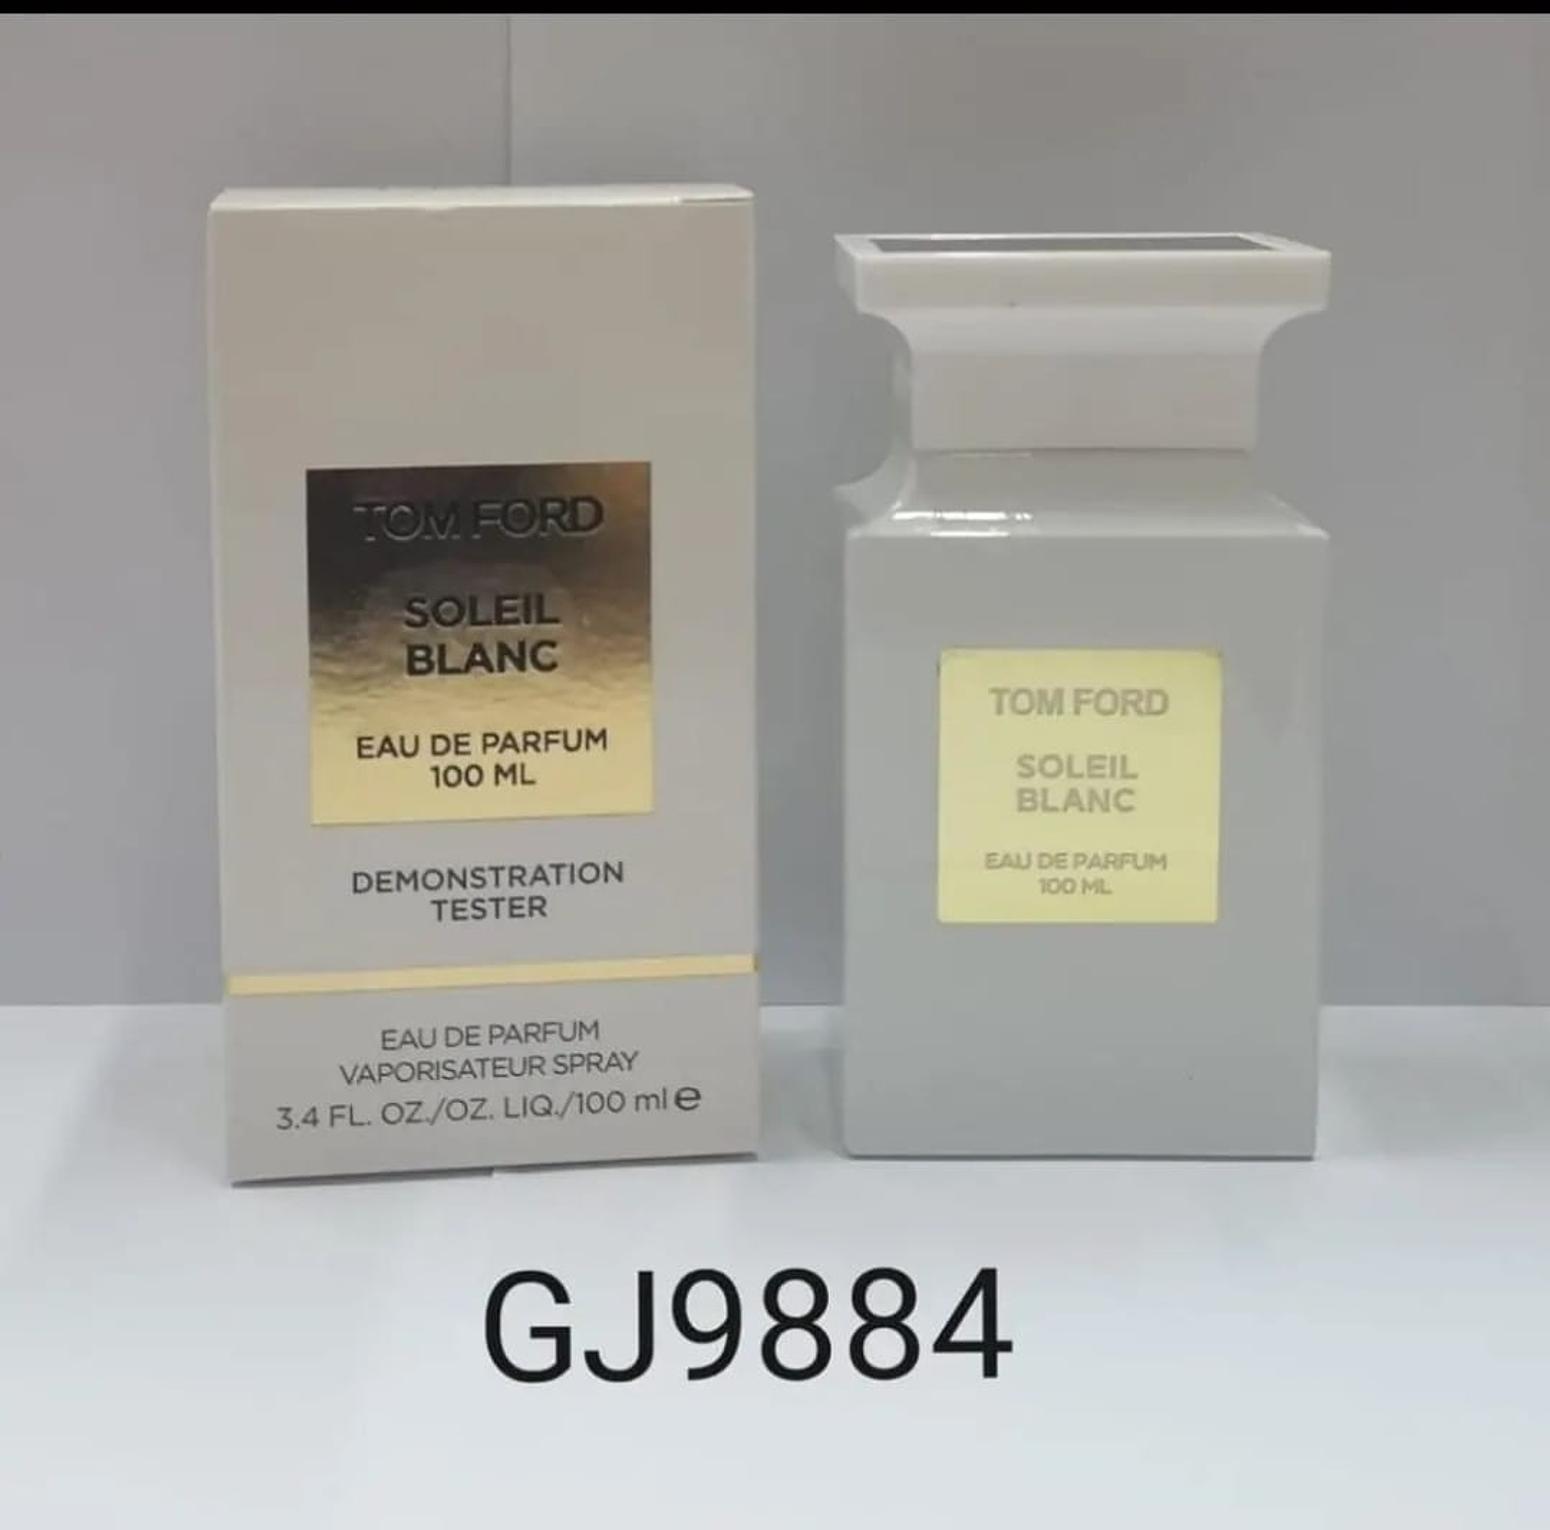 TOM FORD
SOLEIL
BLANC
EAU DE PARFUM
100 ML
DEMONSTRATION
TESTER
EAU DE PARFUM
VAPORISATEUR SPRAY
3.4 FL. OZ./OZ. LIQ./100 ml e
TOM FORD
SOLEIL
BLANC
EAU DE PARFUM
100 ML
GJ9884